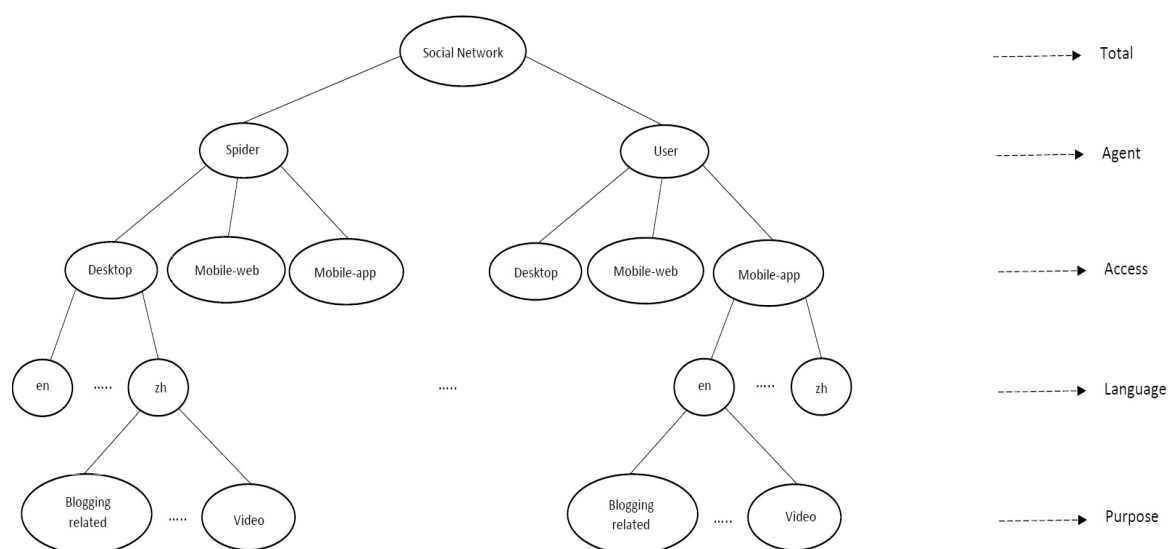 Social Network
Total
Spider
User
Agent
Desktop
Mobile-web
Mobile-app
Desktop
Mobile-web
Mobile-app
Access
en
.....
zh
.....
en
.....
zh
Language
Blogging
related
.....
Video
Blogging
related
.....
Video
Purpose